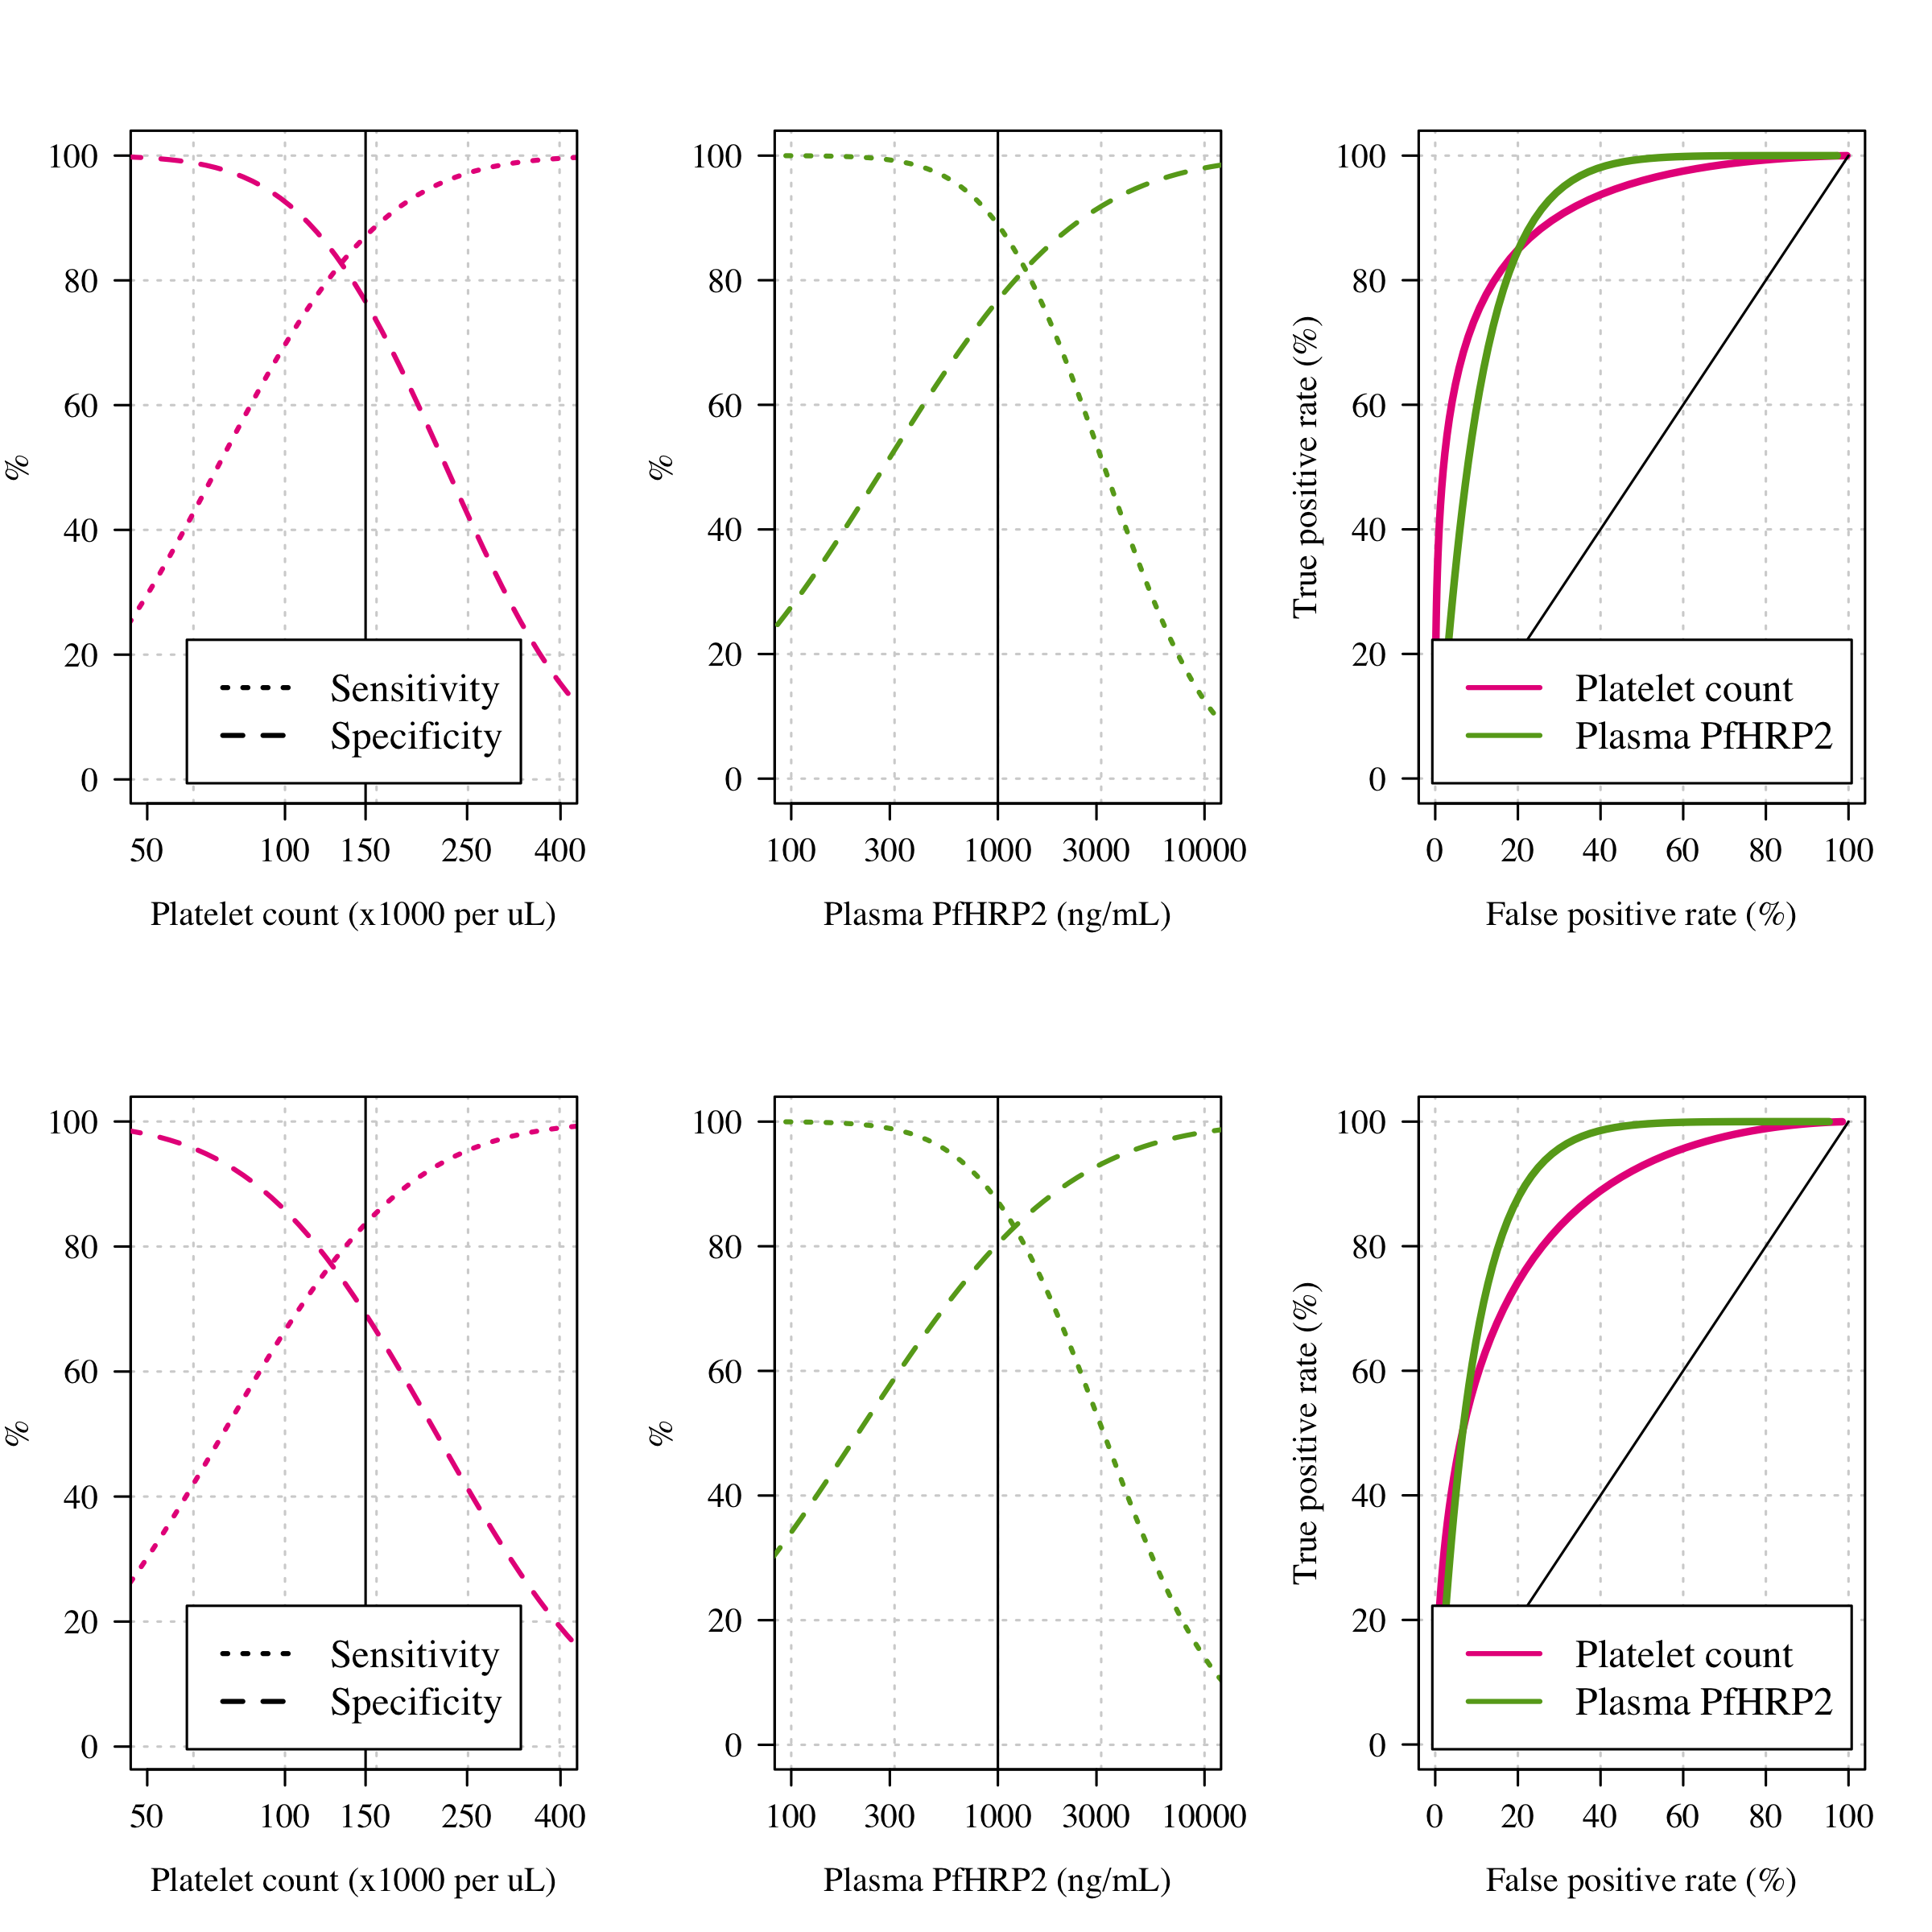 100
80
60
40
20
0
%
Sensitivity
Specificity
50 100 150 250 400
Platelet count (x1000 per uL)
100
80
60
40
20
0
%
100 300 1000 3000 10000
Plasma PfHRP2 (ng/mL)
100
80
60
40
20
0
True positive rate (%)
Platelet count
Plasma PfHRP2
0 20 40 60 80 100
False positive rate (%)
100
80
60
40
20
0
%
Sensitivity
Specificity
50 100 150 250 400
Platelet count (x1000 per uL)
100
80
60
40
20
0
%
100 300 1000 3000 10000
Plasma PfHRP2 (ng/mL)
100
80
60
40
20
0
True positive rate (%)
Platelet count
Plasma PfHRP2
0 20 40 60 80 100
False positive rate (%)